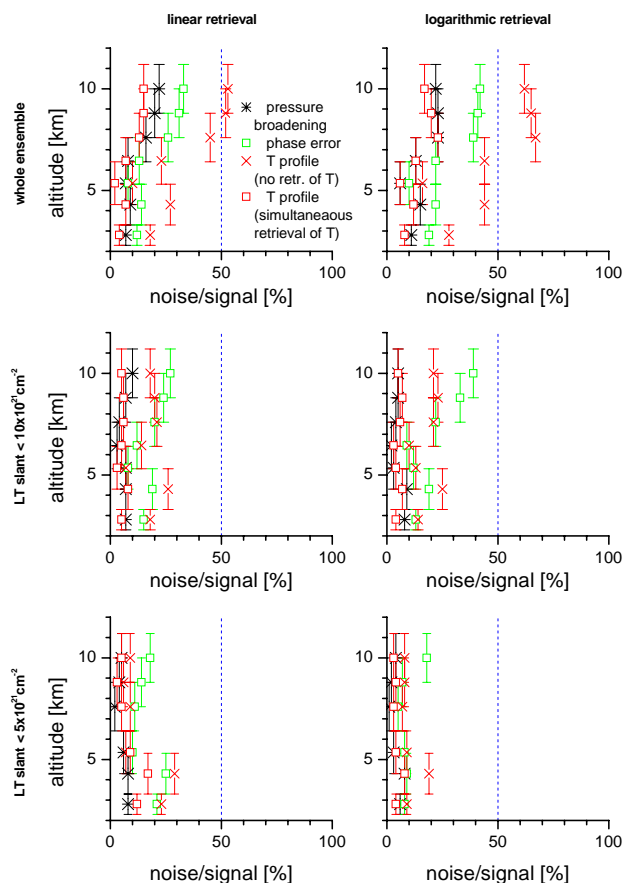 linear retrieval
logarithmic retrieval
whole ensemble
altitude [km]
10
5
pressure
broadening
phase error
T profile
(no retr. of T)
T profile
(simultaneaous
retrieval of T)
0
50
100
noise/signal [%]
altitude [km]
10
5
0
50
100
noise/signal [%]
LT slant < 10x10²¹cm⁻²
altitude [km]
10
5
0
50
100
noise/signal [%]
altitude [km]
10
5
0
50
100
noise/signal [%]
LT slant < 5x10²¹cm⁻²
altitude [km]
10
5
0
50
100
noise/signal [%]
altitude [km]
10
5
0
50
100
noise/signal [%]